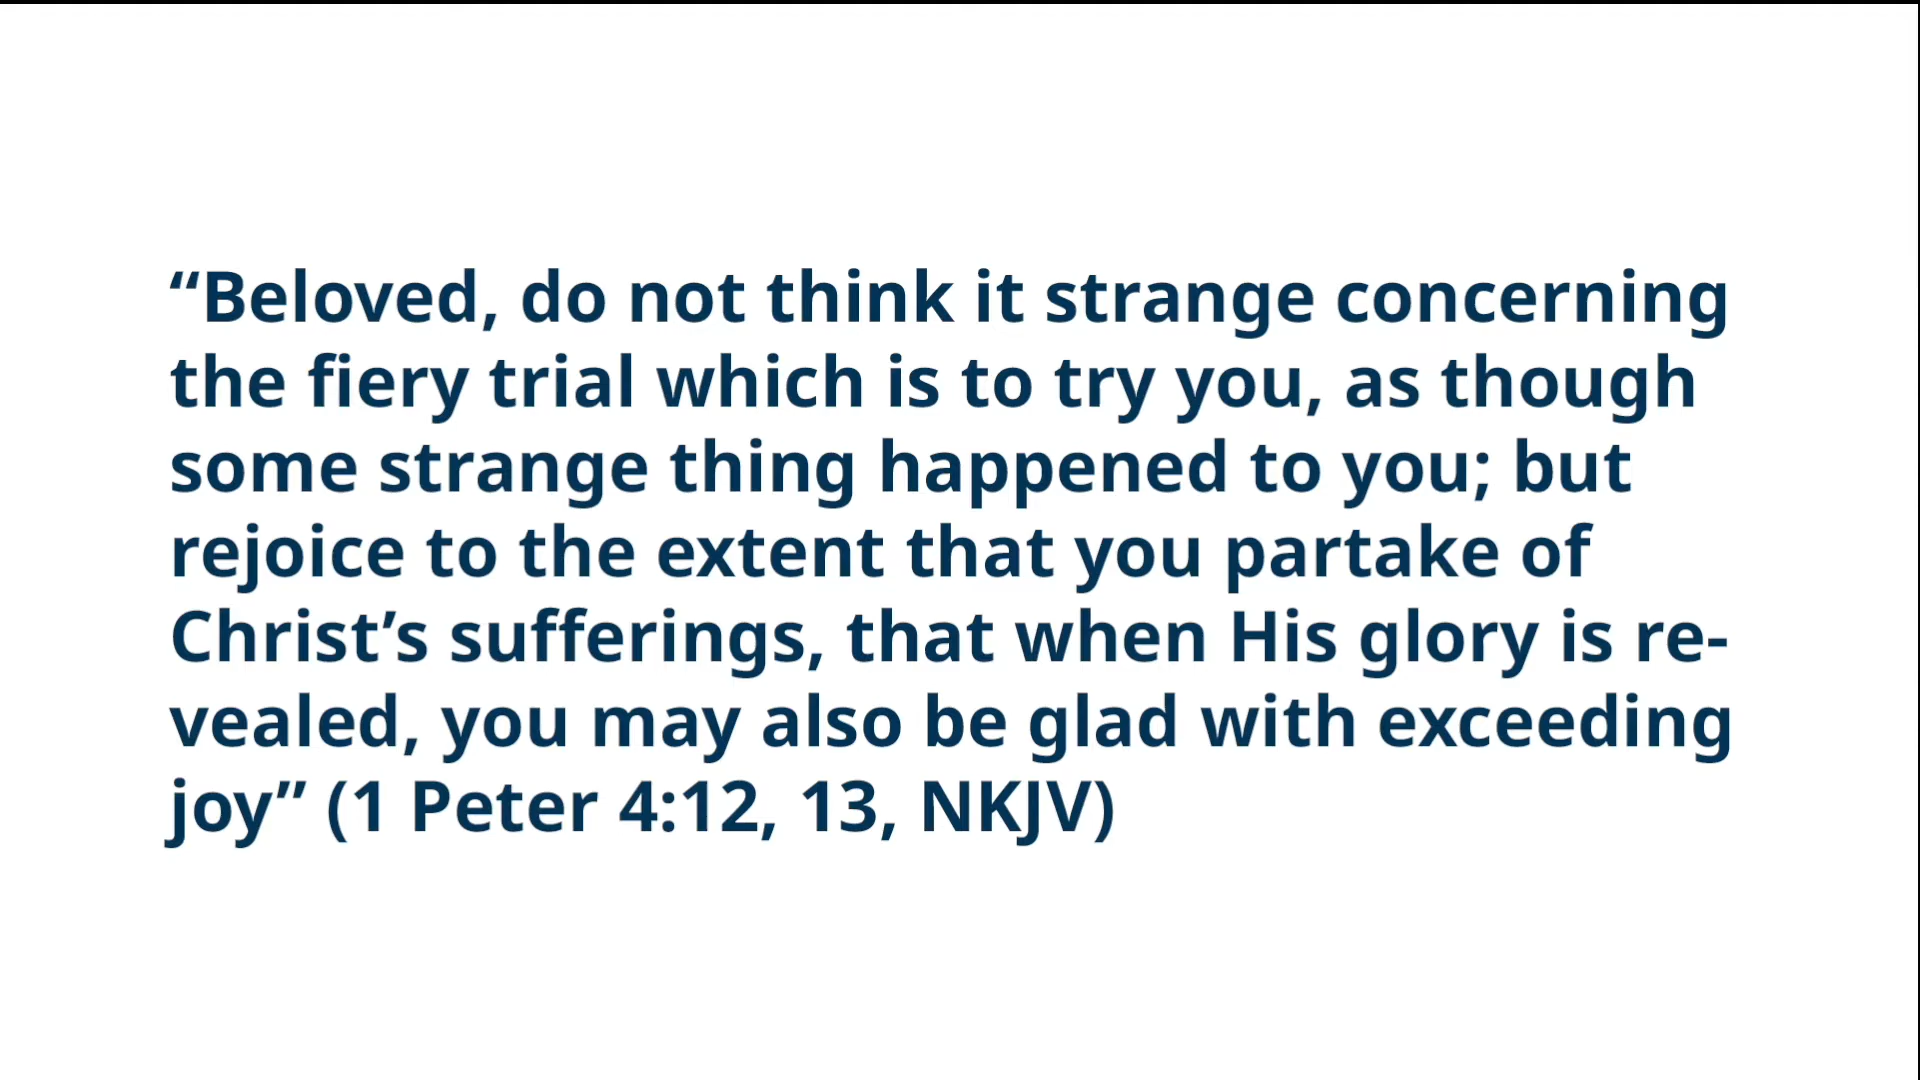 “Beloved, do not think it strange concerning
the fiery trial which is to try you, as though
some strange thing happened to you; but
rejoice to the extent that you partake of
Christ’s sufferings, that when His glory is re-
vealed, you may also be glad with exceeding
joy” (1 Peter 4:12, 13, NKJV)